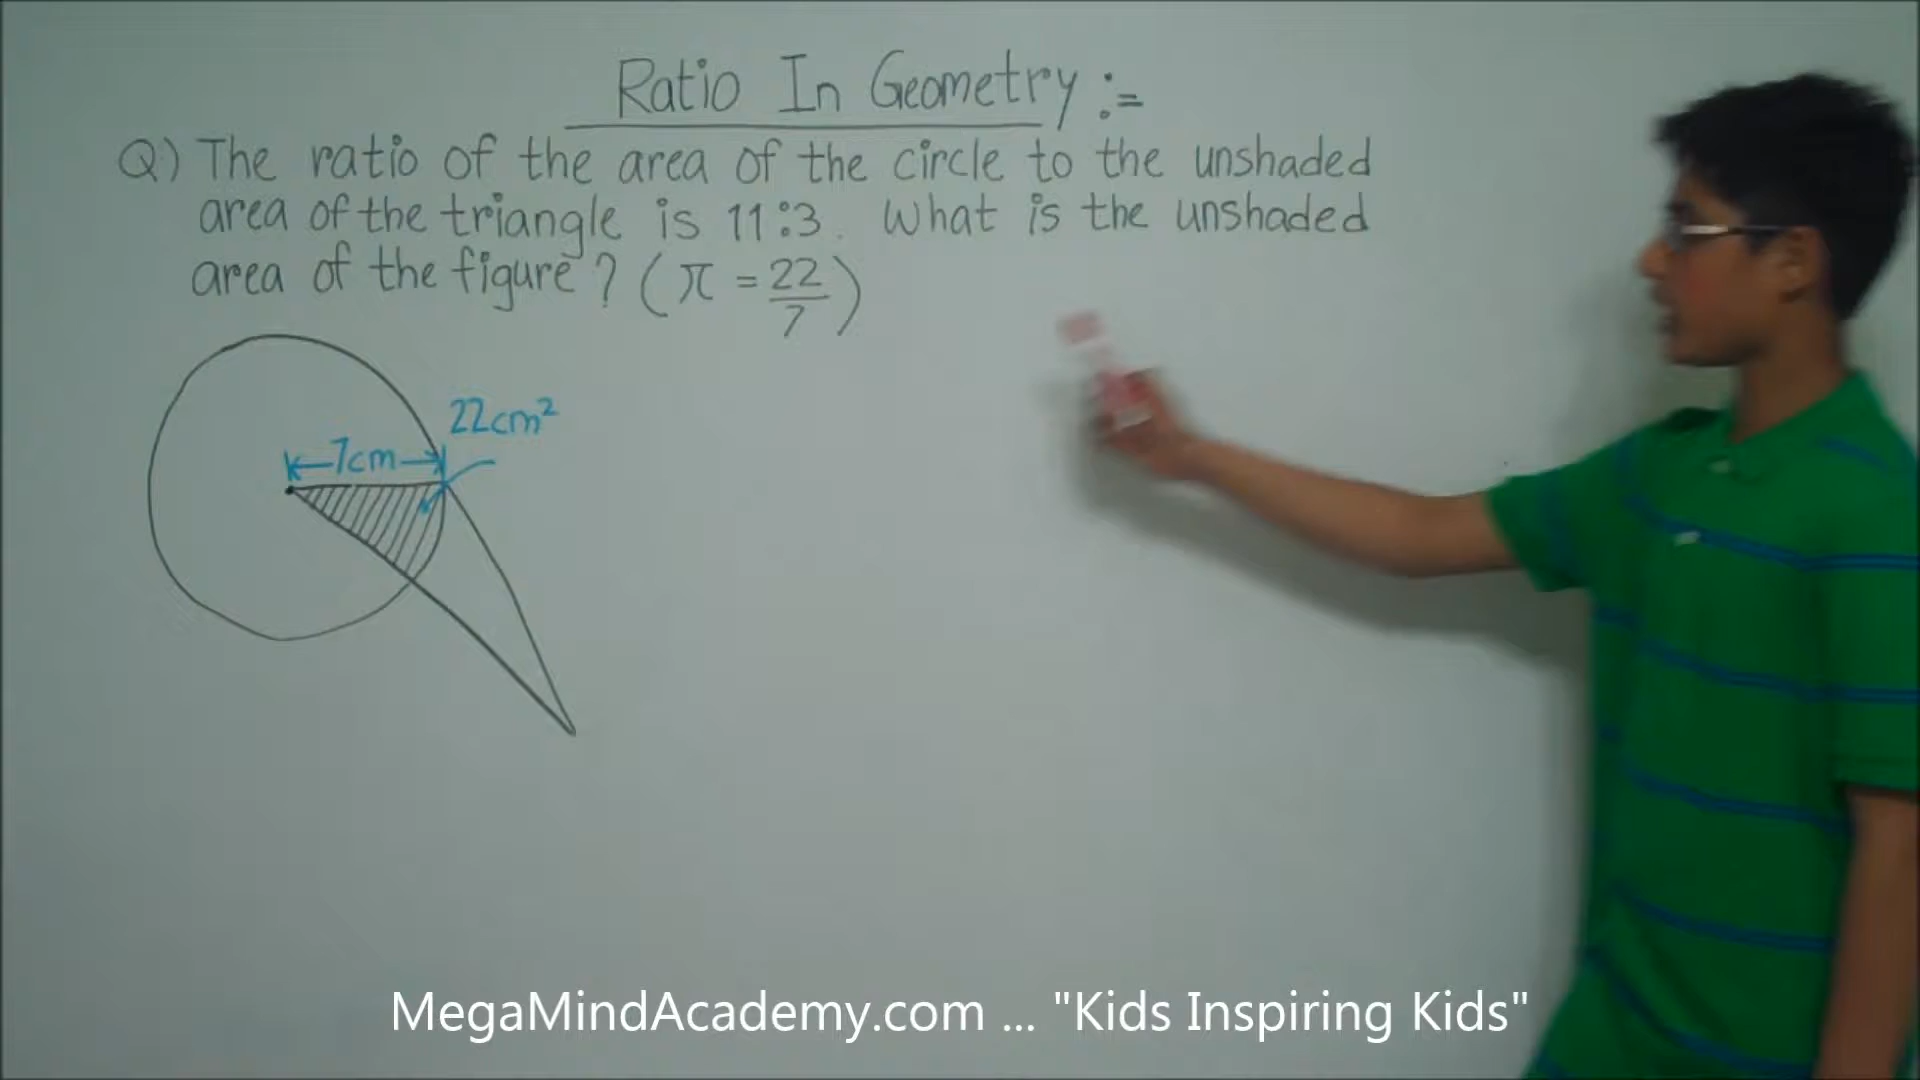 Ratio In Geometry :=
Q) The ratio of the area of the circle to the unshaded
area of the triangle is 11:3. What is the unshaded
area of the figure? (π = 22/7)
22cm²
7cm
MegaMindAcademy.com ... "Kids Inspiring Kids"